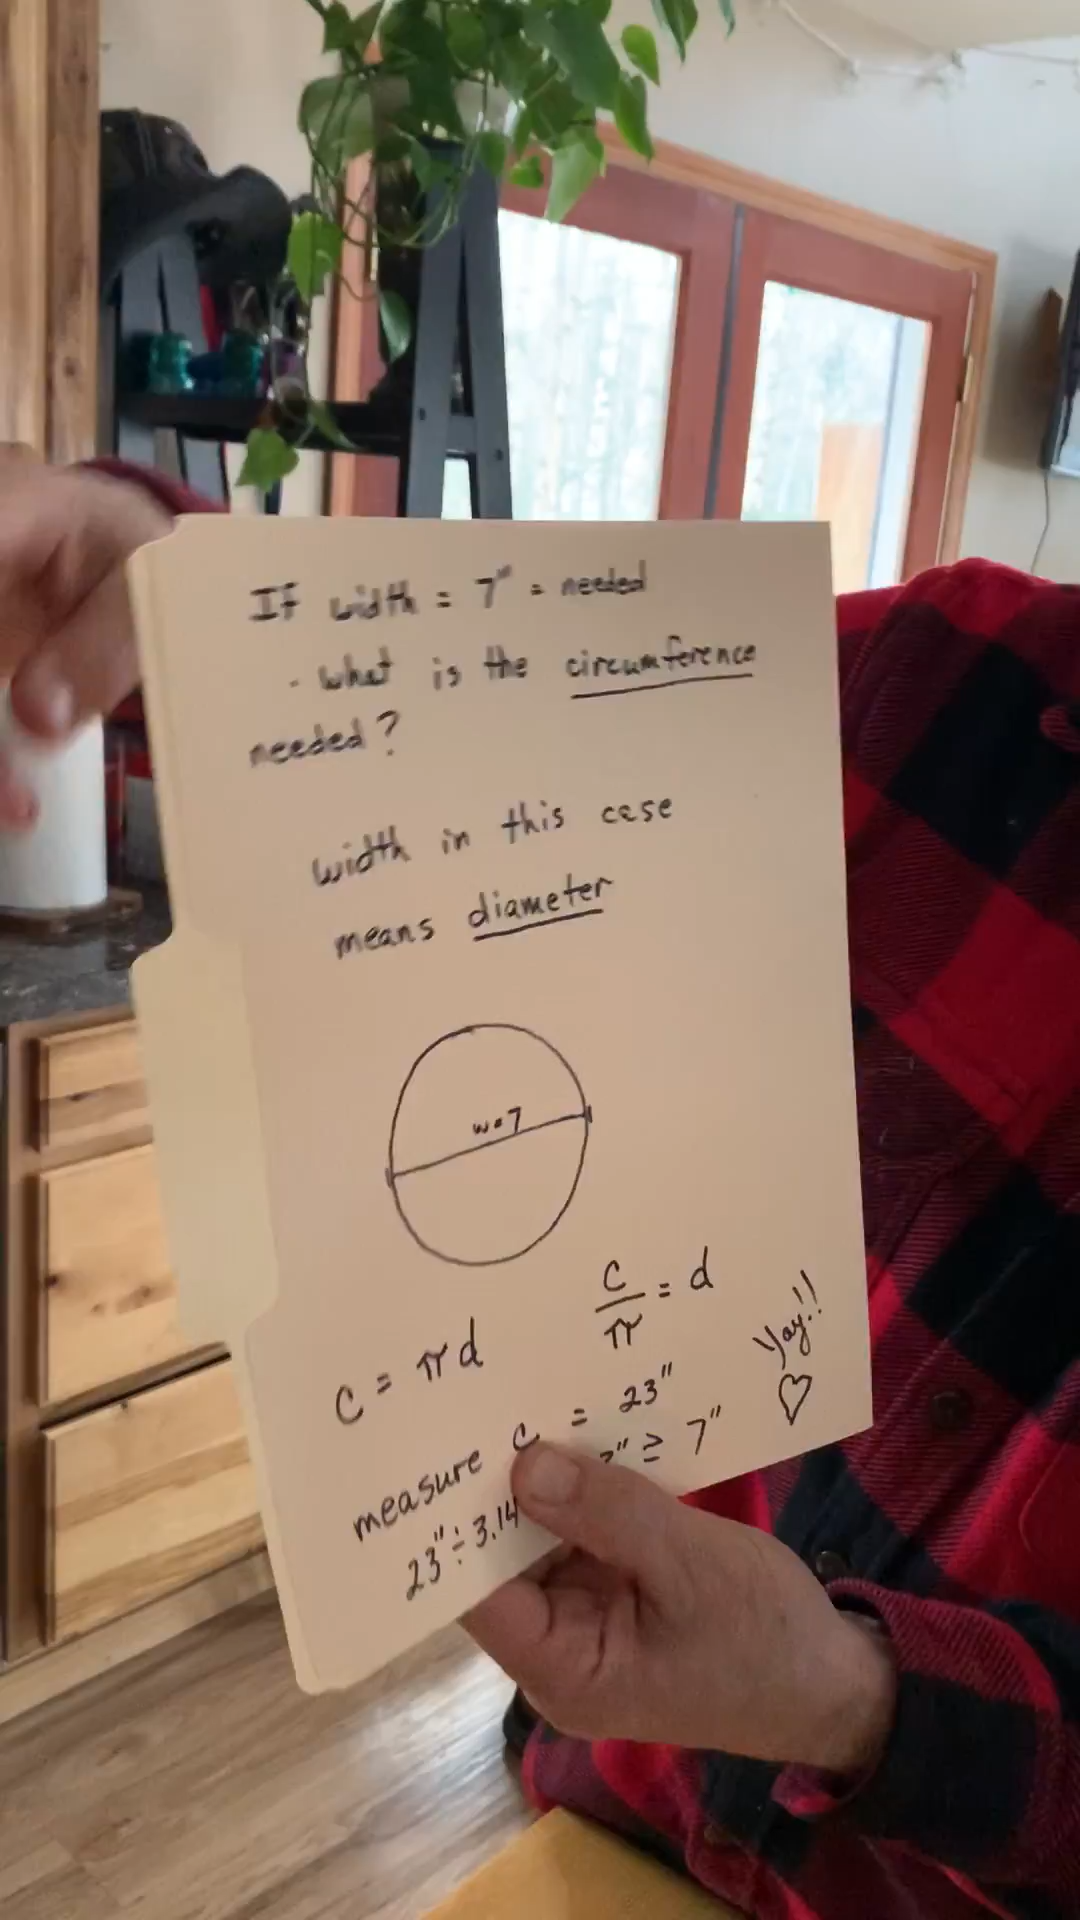 If width = 7" = needed
- what is the circumference
needed?
width in this case
means diameter
w=7
C = πd
C/π = d
Yay!! ♡
measure C = 23"
23" ÷ 3.14 " ≥ 7"